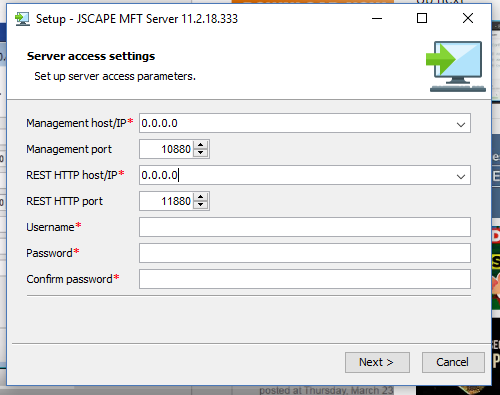 Setup - JSCAPE MFT Server 11.2.18.333
Server access settings
Set up server access parameters.
Management host/IP* 0.0.0.0
Management port 10880
REST HTTP host/IP* 0.0.0.0
REST HTTP port 11880
Username*
Password*
Confirm password*
Next > Cancel
posted at Thursday, March 23